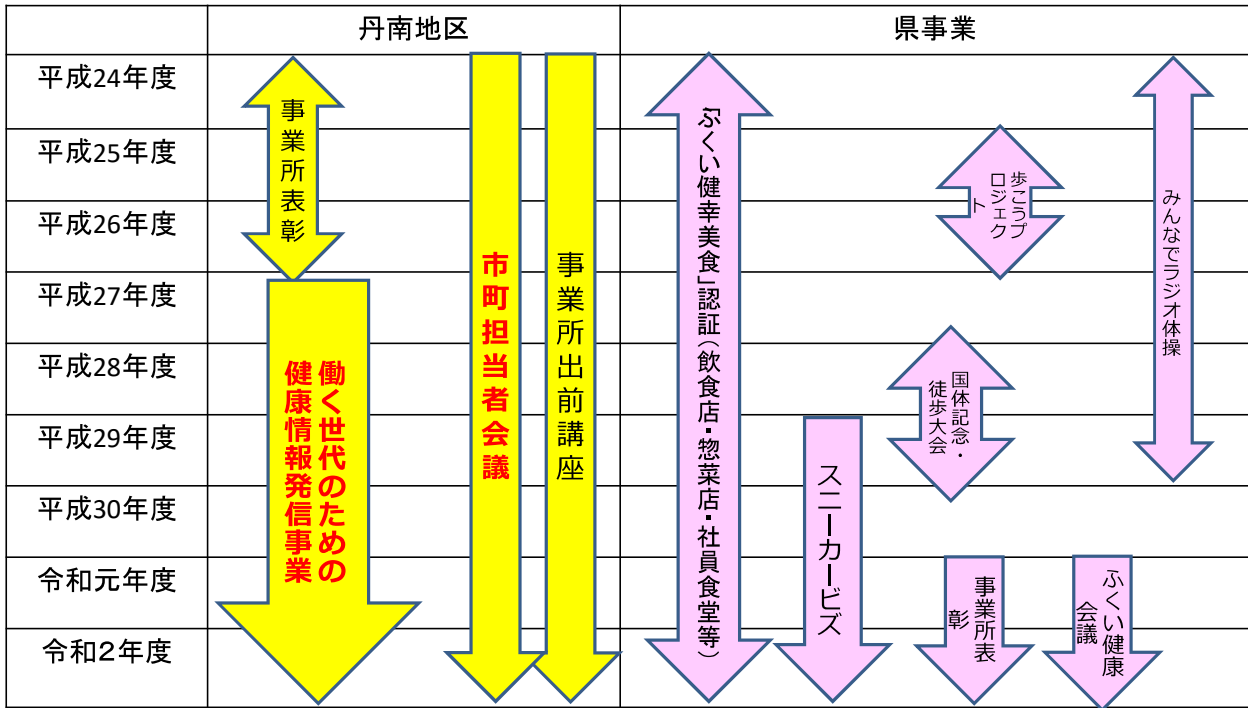 丹南地区
県事業
平成24年度
平成25年度
平成26年度
平成27年度
平成28年度
平成29年度
平成30年度
令和元年度
令和2年度
事業所表彰
働く世代のための
健康情報発信事業
市町担当者会議
事業所出前講座
「ふくい健幸美食」認証（飲食店・惣菜店・社員食堂等）
スニーカービズ
歩こうプ
ロジェク
ト
国体記念・
徒歩大会
事業所表
彰
ふくい健康
会議
みんなでラジオ体操